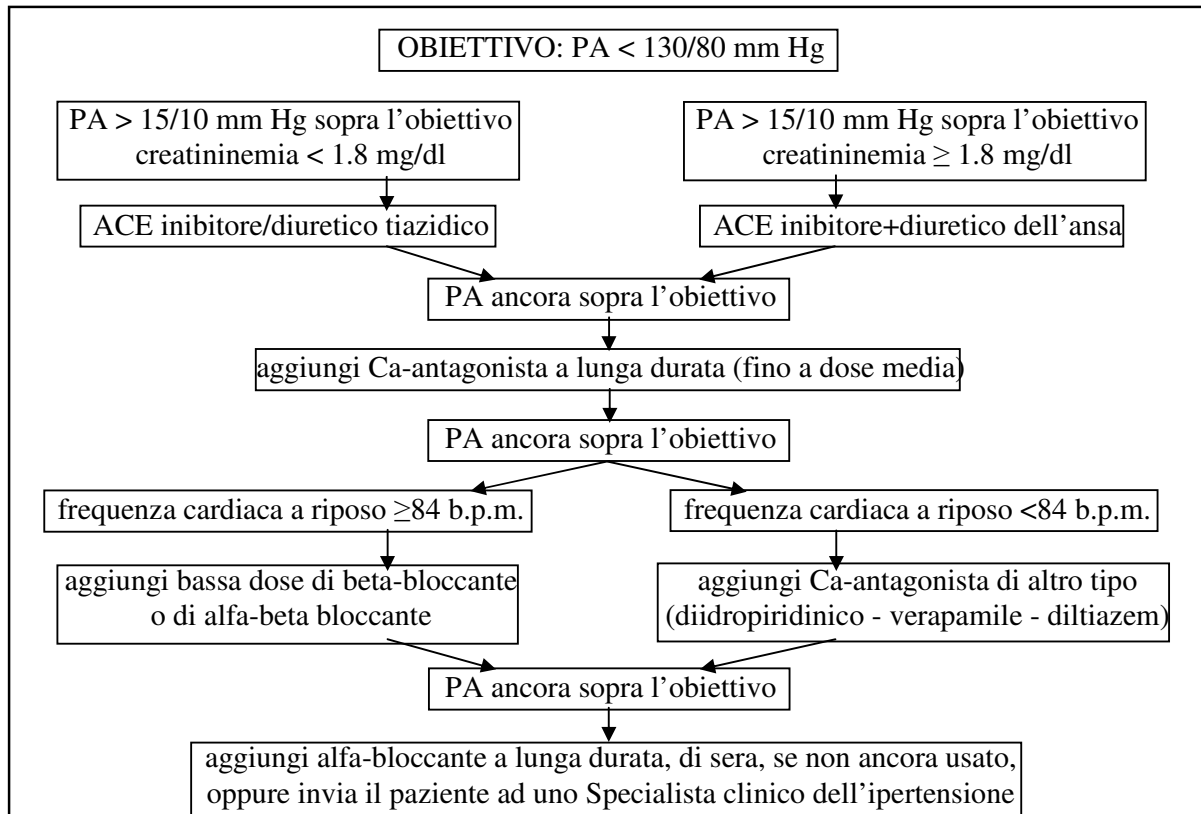 OBIETTIVO: PA < 130/80 mm Hg
PA > 15/10 mm Hg sopra l'obiettivo
creatininemia < 1.8 mg/dl
PA > 15/10 mm Hg sopra l'obiettivo
creatininemia ≥ 1.8 mg/dl
ACE inibitore/diuretico tiazidico
ACE inibitore+diuretico dell'ansa
PA ancora sopra l'obiettivo
aggiungi Ca-antagonista a lunga durata (fino a dose media)
PA ancora sopra l'obiettivo
frequenza cardiaca a riposo ≥84 b.p.m.
frequenza cardiaca a riposo <84 b.p.m.
aggiungi bassa dose di beta-bloccante
o di alfa-beta bloccante
aggiungi Ca-antagonista di altro tipo
(diidropiridinico - verapamile - diltiazem)
PA ancora sopra l'obiettivo
aggiungi alfa-bloccante a lunga durata, di sera, se non ancora usato,
oppure invia il paziente ad uno Specialista clinico dell'ipertensione